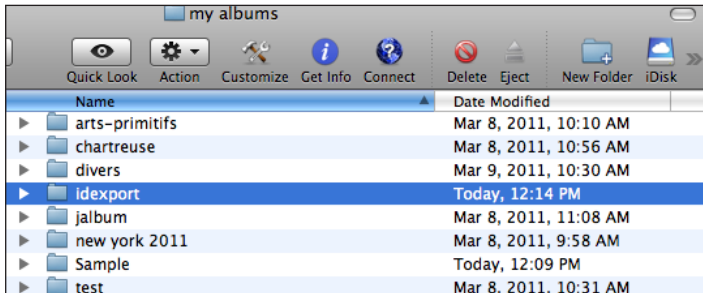 my albums
Quick Look Action Customize Get Info Connect Delete Eject New Folder iDisk
Name Date Modified
arts-primitifs Mar 8, 2011, 10:10 AM
chartreuse Mar 8, 2011, 10:56 AM
divers Mar 9, 2011, 10:30 AM
idexport Today, 12:14 PM
jalbum Mar 8, 2011, 11:08 AM
new york 2011 Mar 8, 2011, 9:58 AM
Sample Today, 12:09 PM
test Mar 8, 2011, 10:31 AM